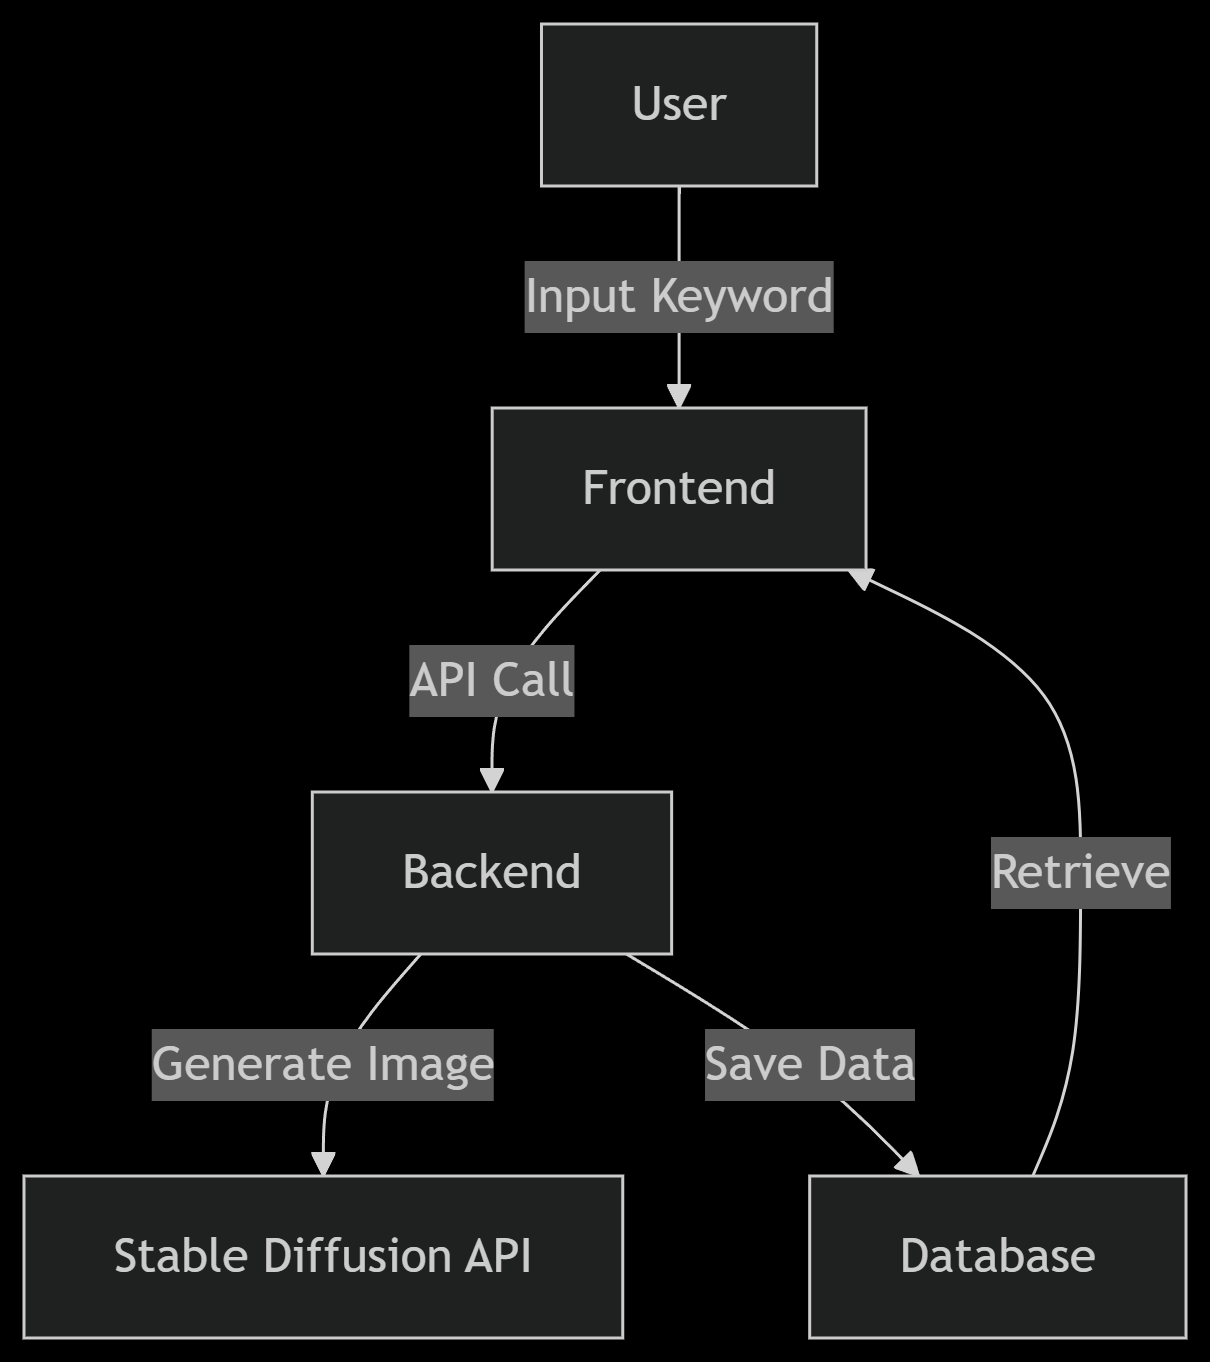 User
Input Keyword
Frontend
API Call
Backend
Retrieve
Generate Image
Save Data
Stable Diffusion API
Database